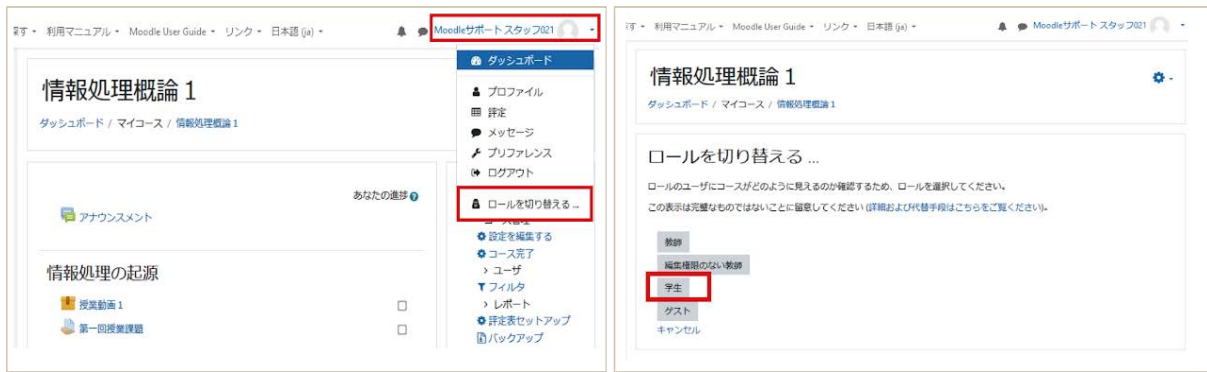 ます ▾ 利用マニュアル ▾ Moodle User Guide ▾ リンク ▾ 日本語 (ja) ▾ Moodleサポート スタッフ021
ダッシュボード
情報処理概論 1
プロファイル
評定
ダッシュボード / マイコース / 情報処理概論 1
メッセージ
プリファレンス
ログアウト
あなたの進捗
ロールを切り替える ...
アナウンスメント
コース管理
設定を編集する
コース完了
> ユーザ
情報処理の起源
フィルタ
授業動画 1
> レポート
第一回授業課題
評定表セットアップ
バックアップ
す ▾ 利用マニュアル ▾ Moodle User Guide ▾ リンク ▾ 日本語 (ja) ▾ Moodleサポート スタッフ021
情報処理概論 1
ダッシュボード / マイコース / 情報処理概論 1
ロールを切り替える ...
ロールのユーザにコースがどのように見えるのか確認するため、ロールを選択してください。
この表示は完璧なものではないことに留意してください (詳細および代替手段はこちらをご覧ください)。
教師
編集権限のない教師
学生
ゲスト
キャンセル